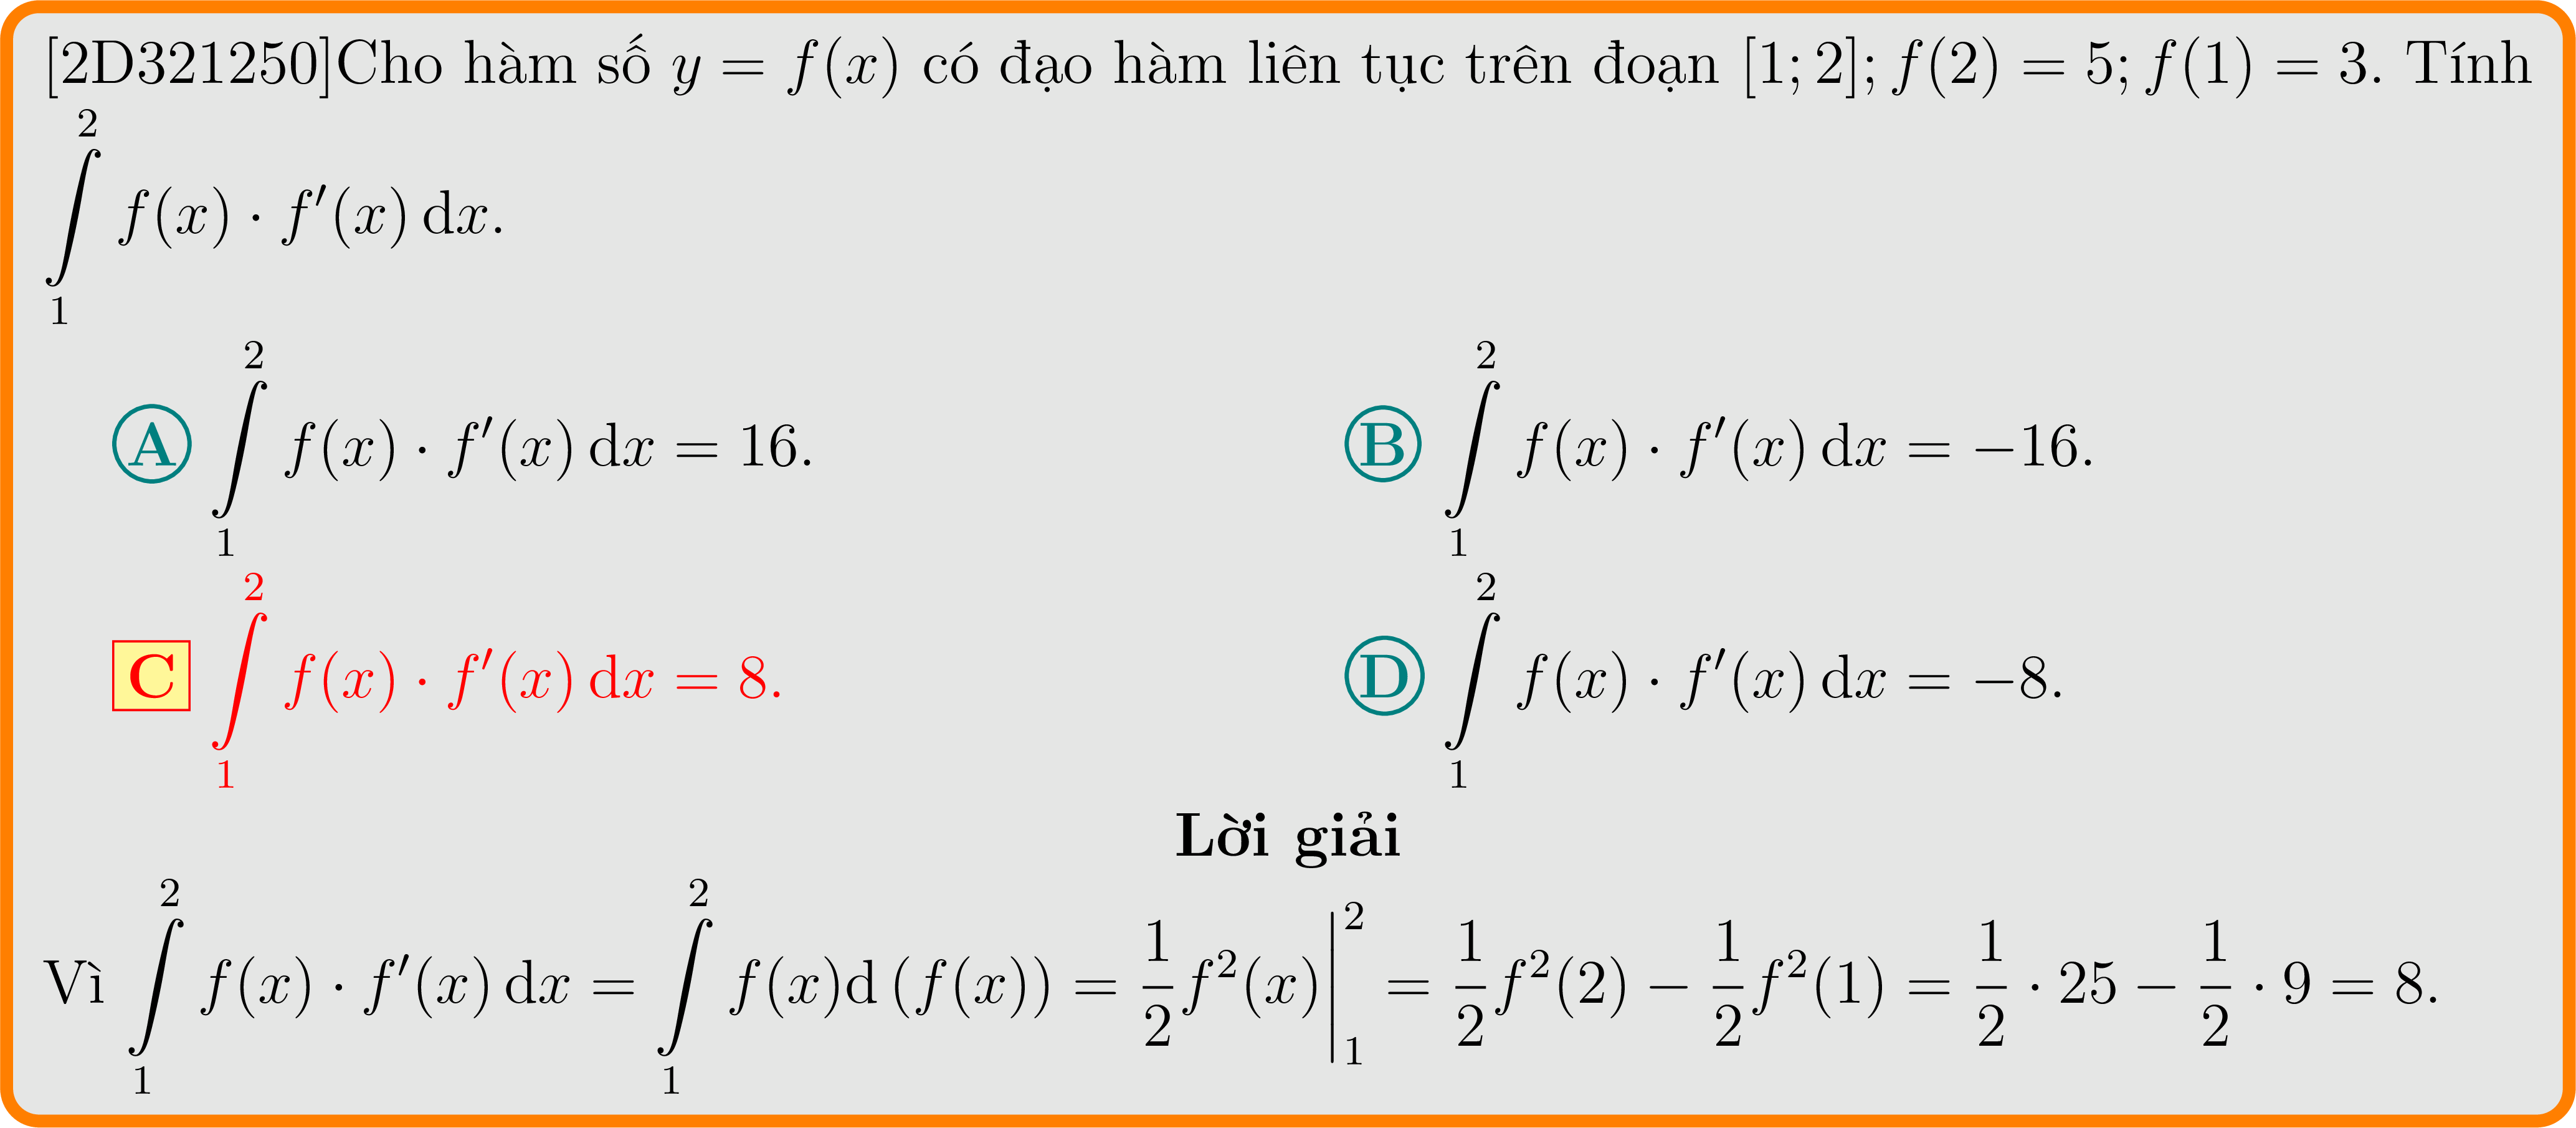 [2D321250]Cho hàm số $y = f(x)$ có đạo hàm liên tục trên đoạn $[1; 2]; f(2) = 5; f(1) = 3$. Tính
$\int\limits_1^2 f(x) \cdot f'(x) \, \mathrm{d}x.$
A $\int\limits_1^2 f(x) \cdot f'(x) \, \mathrm{d}x = 16.$ B $\int\limits_1^2 f(x) \cdot f'(x) \, \mathrm{d}x = -16.$
C $\int\limits_1^2 f(x) \cdot f'(x) \, \mathrm{d}x = 8.$ D $\int\limits_1^2 f(x) \cdot f'(x) \, \mathrm{d}x = -8.$
Lời giải
Vì $\int\limits_1^2 f(x) \cdot f'(x) \, \mathrm{d}x = \int\limits_1^2 f(x) \mathrm{d}\left(f(x)\right) = \frac{1}{2} f^2(x) \Big|_1^2 = \frac{1}{2} f^2(2) - \frac{1}{2} f^2(1) = \frac{1}{2} \cdot 25 - \frac{1}{2} \cdot 9 = 8.$